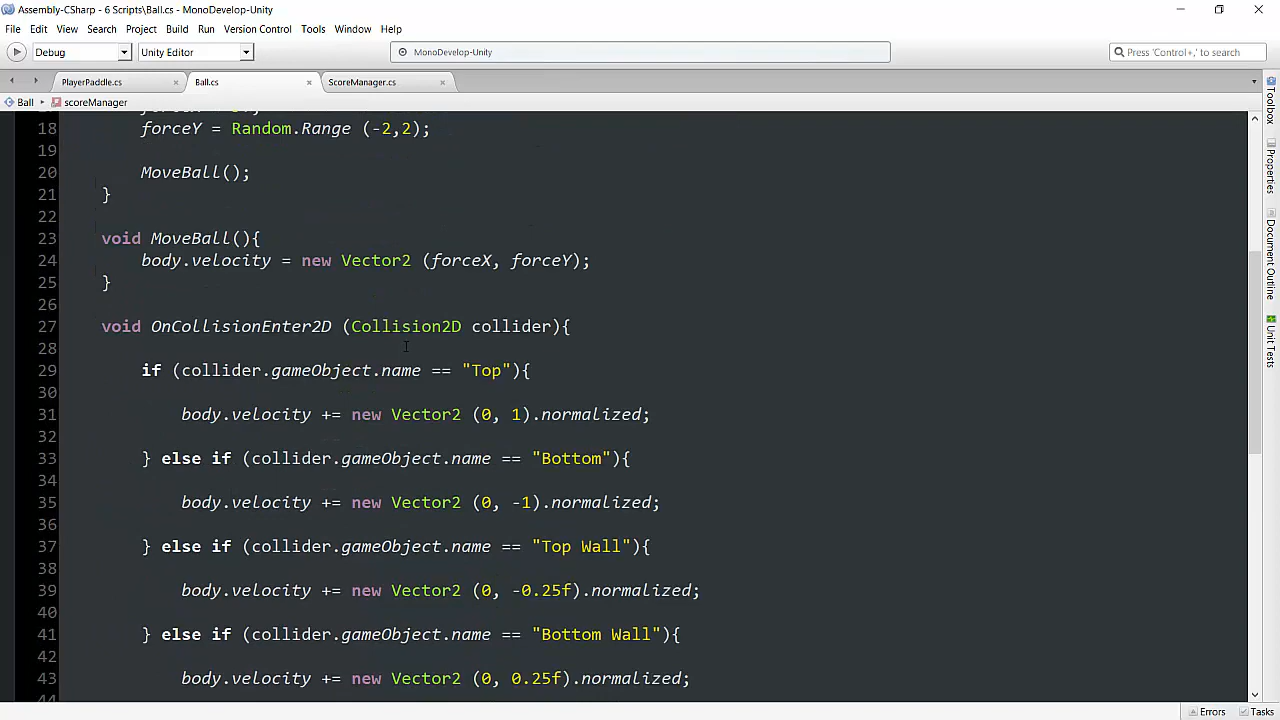 Assembly-CSharp - 6 Scripts\Ball.cs - MonoDevelop-Unity
File Edit View Search Project Build Run Version Control Tools Window Help
Debug Unity Editor MonoDevelop-Unity Press 'Control+,' to search
PlayerPaddle.cs Ball.cs ScoreManager.cs
Ball scoreManager
18 forceY = Random.Range (-2,2);
19
20 MoveBall();
21 }
22
23 void MoveBall(){
24 body.velocity = new Vector2 (forceX, forceY);
25 }
26
27 void OnCollisionEnter2D (Collision2D collider){
28
29 if (collider.gameObject.name == "Top"){
30
31 body.velocity += new Vector2 (0, 1).normalized;
32
33 } else if (collider.gameObject.name == "Bottom"){
34
35 body.velocity += new Vector2 (0, -1).normalized;
36
37 } else if (collider.gameObject.name == "Top Wall"){
38
39 body.velocity += new Vector2 (0, -0.25f).normalized;
40
41 } else if (collider.gameObject.name == "Bottom Wall"){
42
43 body.velocity += new Vector2 (0, 0.25f).normalized;
Toolbox
Properties
Document Outline
Unit Tests
Errors Tasks